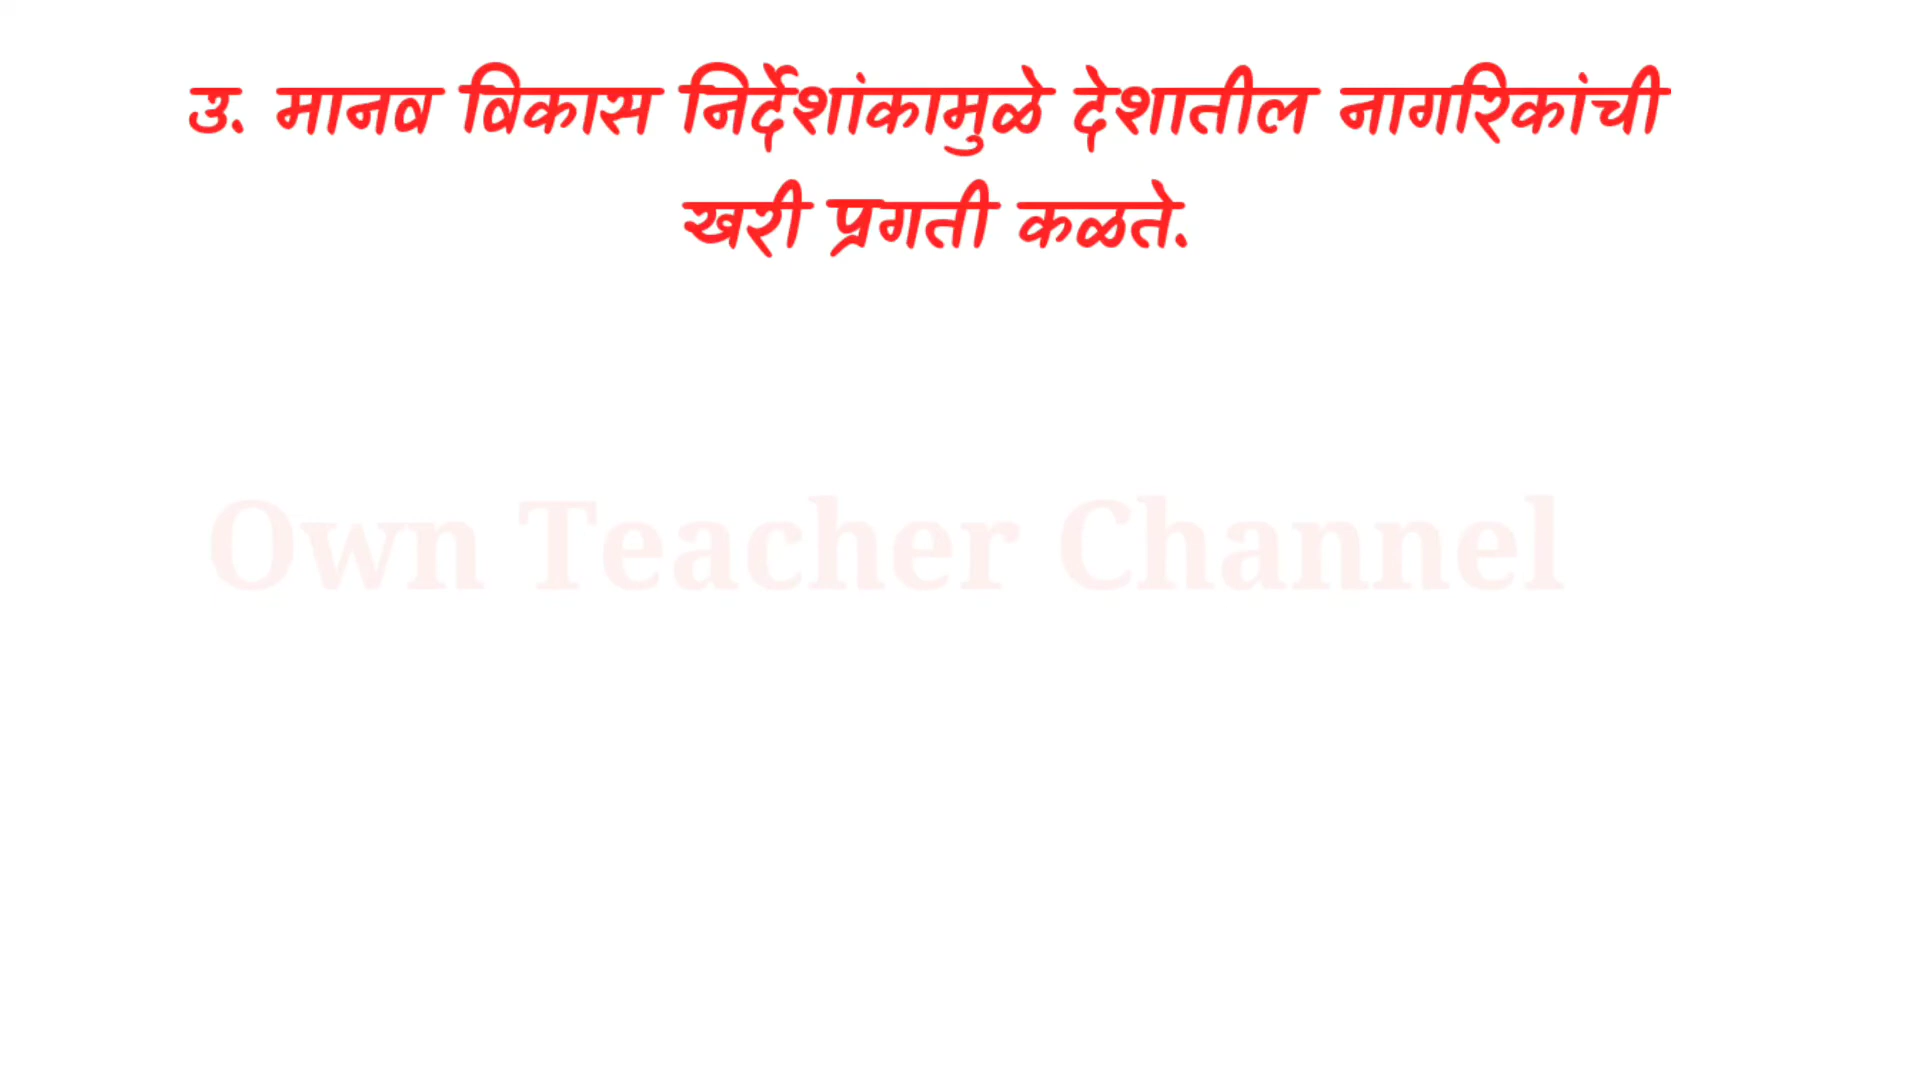 उ. मानव विकास निर्देशांकामुळे देशातील नागरिकांची
खरी प्रगती कळते.
Own Teacher Channel